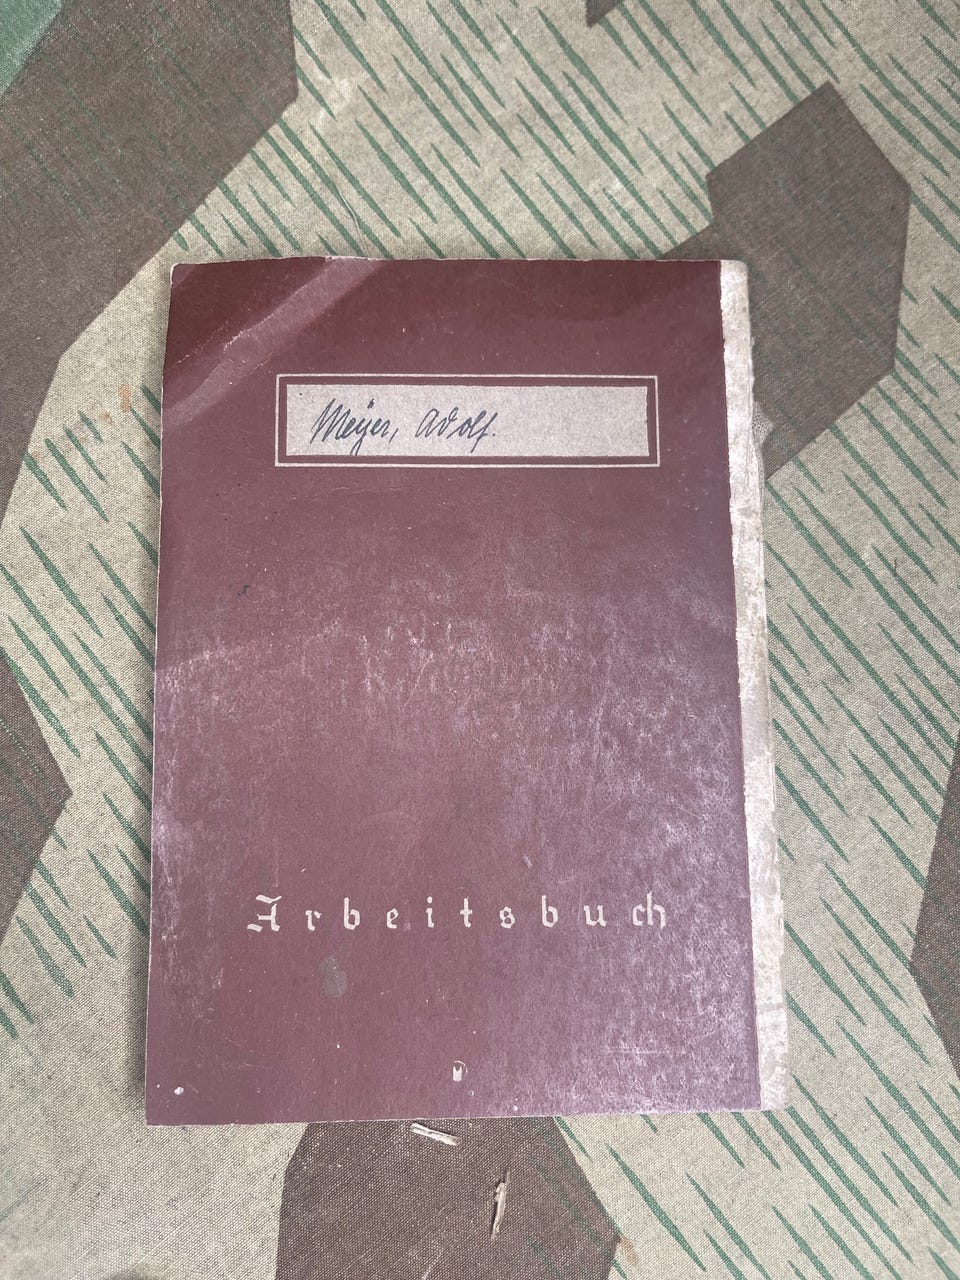 Meyer, Adolf.
Arbeitsbuch